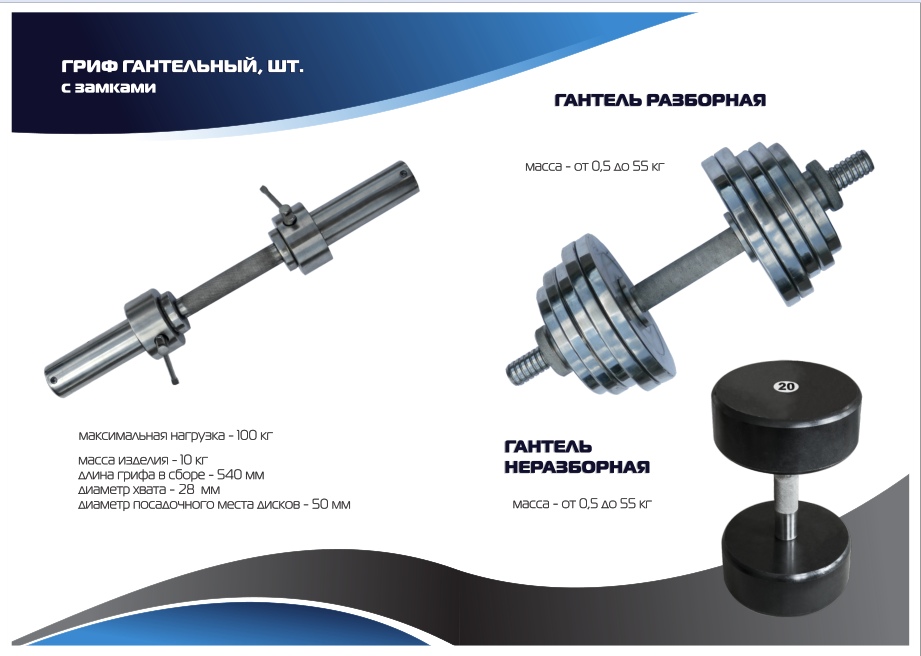 ГРИФ ГАНТЕЛЬНЫЙ, ШТ.
с замками
ГАНТЕЛЬ РАЗБОРНАЯ
масса - от 0,5 до 55 кг
максимальная нагрузка - 100 кг
масса изделия - 10 кг
длина грифа в сборе - 540 мм
диаметр хвата - 28 мм
диаметр посадочного места дисков - 50 мм
ГАНТЕЛЬ
НЕРАЗБОРНАЯ
масса - от 0,5 до 55 кг
20